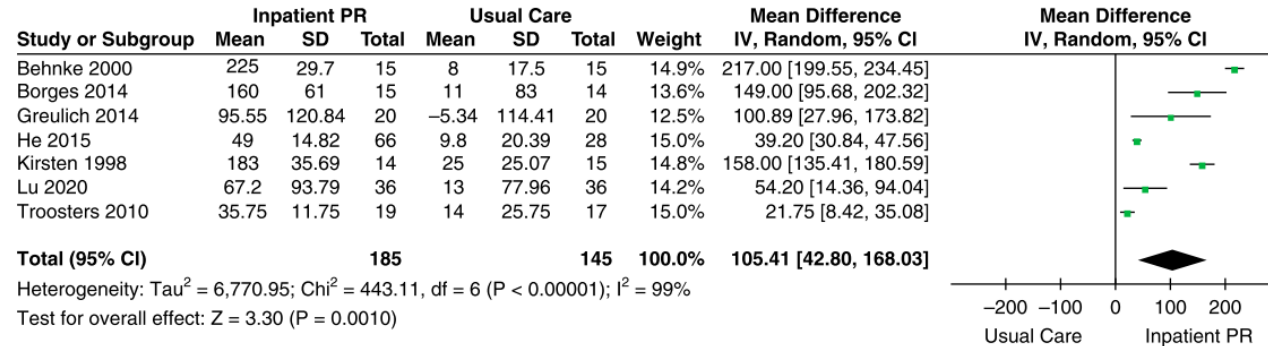 Inpatient PR Usual Care Mean Difference Mean Difference
Study or Subgroup Mean SD Total Mean SD Total Weight IV, Random, 95% CI IV, Random, 95% CI
Behnke 2000 225 29.7 15 8 17.5 15 14.9% 217.00 [199.55, 234.45]
Borges 2014 160 61 15 11 83 14 13.6% 149.00 [95.68, 202.32]
Greulich 2014 95.55 120.84 20 –5.34 114.41 20 12.5% 100.89 [27.96, 173.82]
He 2015 49 14.82 66 9.8 20.39 28 15.0% 39.20 [30.84, 47.56]
Kirsten 1998 183 35.69 14 25 25.07 15 14.8% 158.00 [135.41, 180.59]
Lu 2020 67.2 93.79 36 13 77.96 36 14.2% 54.20 [14.36, 94.04]
Troosters 2010 35.75 11.75 19 14 25.75 17 15.0% 21.75 [8.42, 35.08]
Total (95% CI) 185 145 100.0% 105.41 [42.80, 168.03]
Heterogeneity: Tau² = 6,770.95; Chi² = 443.11, df = 6 (P < 0.00001); I² = 99%
Test for overall effect: Z = 3.30 (P = 0.0010)
–200 –100 0 100 200
Usual Care Inpatient PR